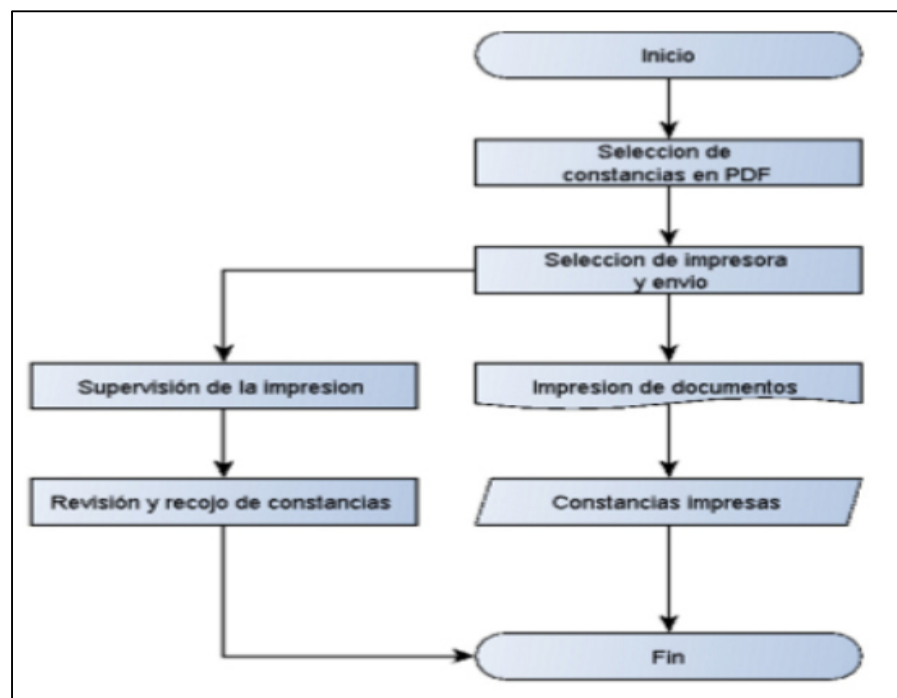 Inicio
Seleccion de
constancias en PDF
Seleccion de impresora
y envio
Supervisión de la impresion
Impresion de documentos
Revisión y recojo de constancias
Constancias impresas
Fin